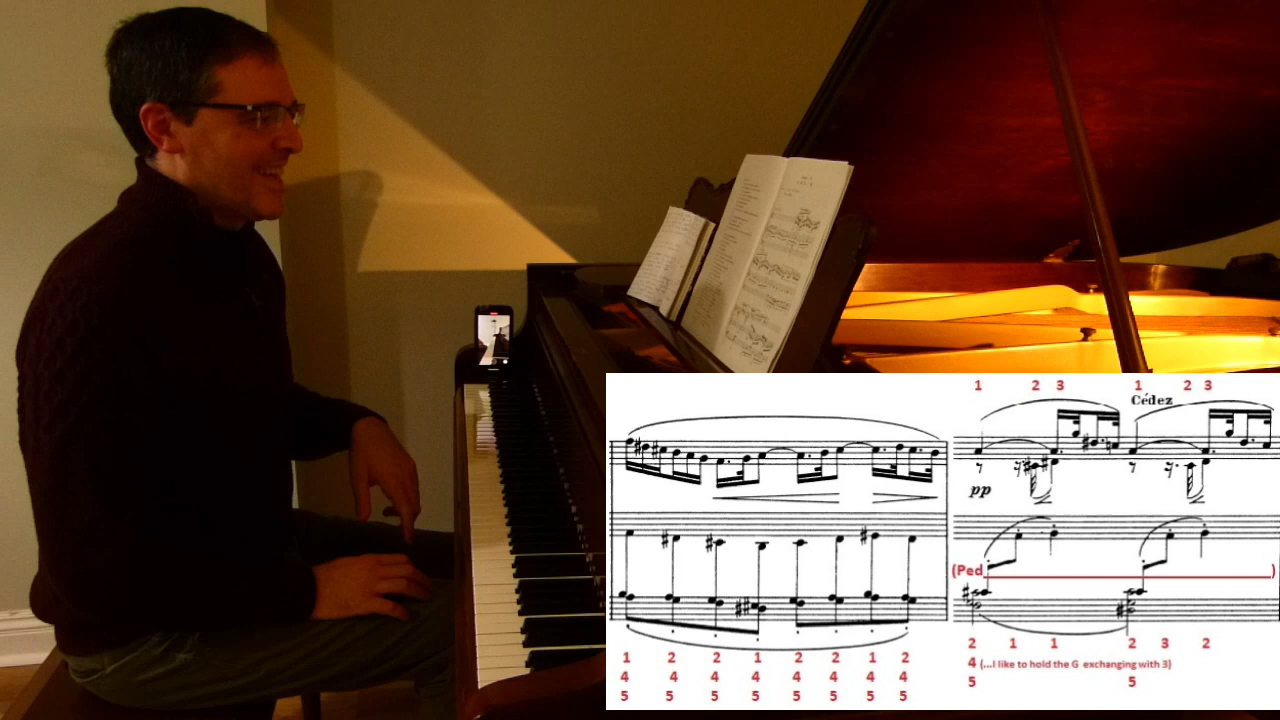 1 2 3 1 2 3
Cédez
pp
(Ped )
1 2 2 1 2 2 1 2 2 1 1 2 3 2
4 4 4 4 4 4 4 4 4 (...I like to hold the G exchanging with 3)
5 5 5 5 5 5 5 5 5 5